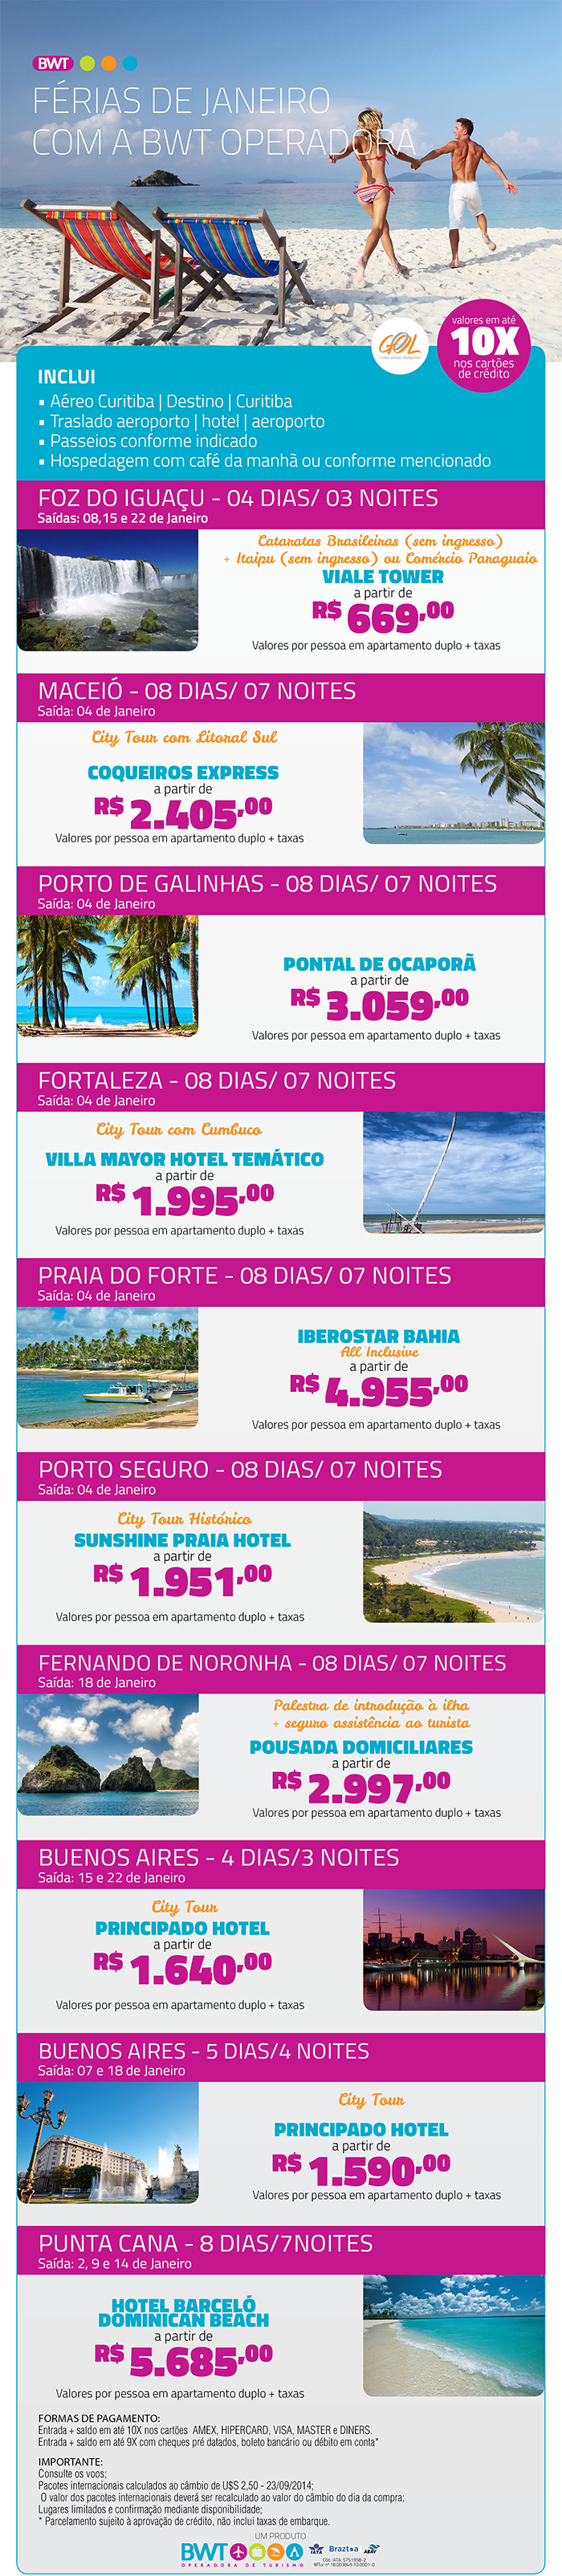 BWT
FÉRIAS DE JANEIRO
COM A BWT OPERADORA
GOL
Linhas aéreas inteligentes
valores em até
10X
nos cartões
de crédito
INCLUI
▪ Aéreo Curitiba | Destino | Curitiba
▪ Traslado aeroporto | hotel | aeroporto
▪ Passeios conforme indicado
▪ Hospedagem com café da manhã ou conforme mencionado
FOZ DO IGUAÇU - 04 DIAS/ 03 NOITES
Saídas: 08,15 e 22 de Janeiro
Cataratas Brasileiras (sem ingresso)
+ Itaipu (sem ingresso) ou Comércio Paraguaio
VIALE TOWER
a partir de
R$ 669,00
Valores por pessoa em apartamento duplo + taxas
MACEIÓ - 08 DIAS/ 07 NOITES
Saída: 04 de Janeiro
City Tour com Litoral Sul
COQUEIROS EXPRESS
a partir de
R$ 2.405,00
Valores por pessoa em apartamento duplo + taxas
PORTO DE GALINHAS - 08 DIAS/ 07 NOITES
Saída: 04 de Janeiro
PONTAL DE OCAPORÃ
a partir de
R$ 3.059,00
Valores por pessoa em apartamento duplo + taxas
FORTALEZA - 08 DIAS/ 07 NOITES
Saída: 04 de Janeiro
City Tour com Cumbuco
VILLA MAYOR HOTEL TEMÁTICO
a partir de
R$ 1.995,00
Valores por pessoa em apartamento duplo + taxas
PRAIA DO FORTE - 08 DIAS/ 07 NOITES
Saída: 04 de Janeiro
IBEROSTAR BAHIA
All Inclusive
a partir de
R$ 4.955,00
Valores por pessoa em apartamento duplo + taxas
PORTO SEGURO - 08 DIAS/ 07 NOITES
Saída: 04 de Janeiro
City Tour Histórico
SUNSHINE PRAIA HOTEL
a partir de
R$ 1.951,00
Valores por pessoa em apartamento duplo + taxas
FERNANDO DE NORONHA - 08 DIAS/ 07 NOITES
Saída: 18 de Janeiro
Palestra de introdução à ilha
+ seguro assistência ao turista
POUSADA DOMICILIARES
a partir de
R$ 2.997,00
Valores por pessoa em apartamento duplo + taxas
BUENOS AIRES - 4 DIAS/3 NOITES
Saída: 15 e 22 de Janeiro
City Tour
PRINCIPADO HOTEL
a partir de
R$ 1.640,00
Valores por pessoa em apartamento duplo + taxas
BUENOS AIRES - 5 DIAS/4 NOITES
Saída: 07 e 18 de Janeiro
City Tour
PRINCIPADO HOTEL
a partir de
R$ 1.590,00
Valores por pessoa em apartamento duplo + taxas
PUNTA CANA - 8 DIAS/7NOITES
Saída: 2, 9 e 14 de Janeiro
HOTEL BARCELÓ
DOMINICAN BEACH
a partir de
R$ 5.685,00
Valores por pessoa em apartamento duplo + taxas
FORMAS DE PAGAMENTO:
Entrada + saldo em até 10X nos cartões AMEX, HIPERCARD, VISA, MASTER e DINERS.
Entrada + saldo em até 9X com cheques pré datados, boleto bancário ou débito em conta*
IMPORTANTE:
Consulte os voos;
Pacotes internacionais calculados ao câmbio de U$S 2,50 - 23/09/2014;
O valor dos pacotes internacionais deverá ser recalculado ao valor do câmbio do dia da compra;
Lugares limitados e confirmação mediante disponibilidade;
* Parcelamento sujeito à aprovação de crédito, não inclui taxas de embarque.
UM PRODUTO
BWT
OPERADORA DE TURISMO
IATA Braztoa ABAV
Cód. IATA: 5751958-2